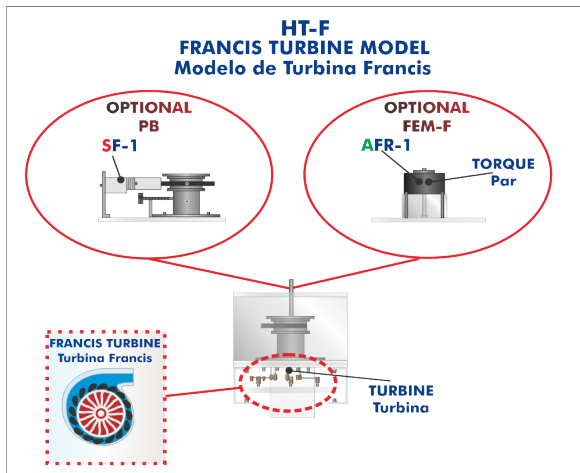 HT-F
FRANCIS TURBINE MODEL
Modelo de Turbina Francis
OPTIONAL
PB
SF-1
OPTIONAL
FEM-F
AFR-1
TORQUE
Par
FRANCIS TURBINE
Turbina Francis
TURBINE
Turbina